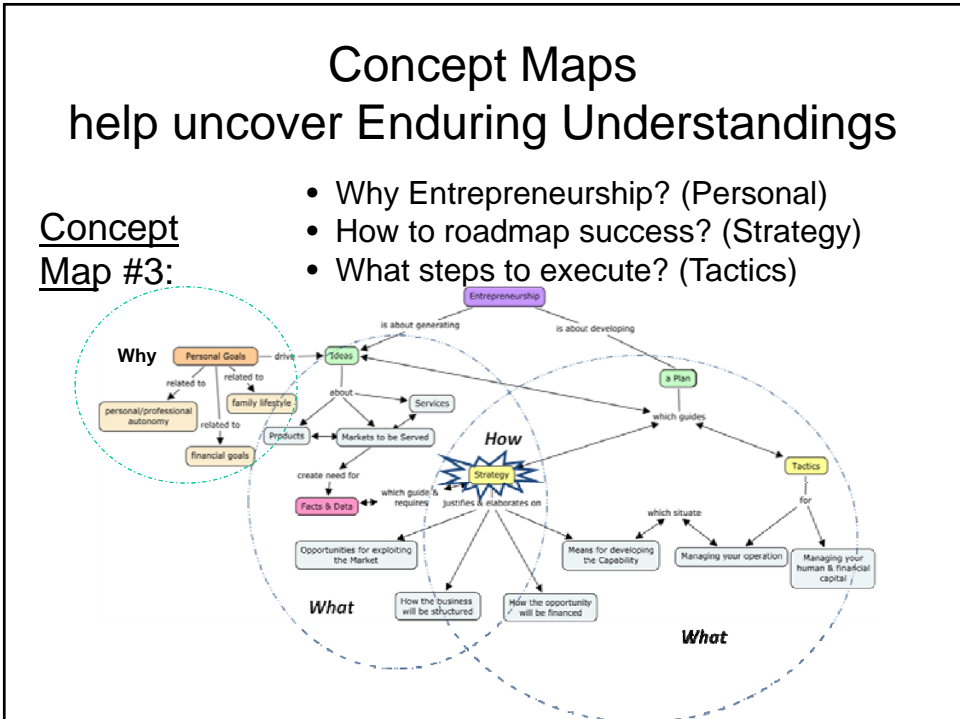 Concept Maps
help uncover Enduring Understandings
Concept
Map #3:
• Why Entrepreneurship? (Personal)
• How to roadmap success? (Strategy)
• What steps to execute? (Tactics)
Entrepreneurship
is about generating
is about developing
Why
Personal Goals
drive
Ideas
a Plan
related to
related to
about
family lifestyle
Services
personal/professional
autonomy
which guides
related to
Products
Markets to be Served
How
financial goals
Strategy
Tactics
create need for
which guide &
requires
justifies & elaborates on
for
Facts & Data
which situate
Opportunities for exploiting
the Market
Means for developing
the Capability
Managing your operation
Managing your
human & financial
capital
What
How the business
will be structured
How the opportunity
will be financed
What